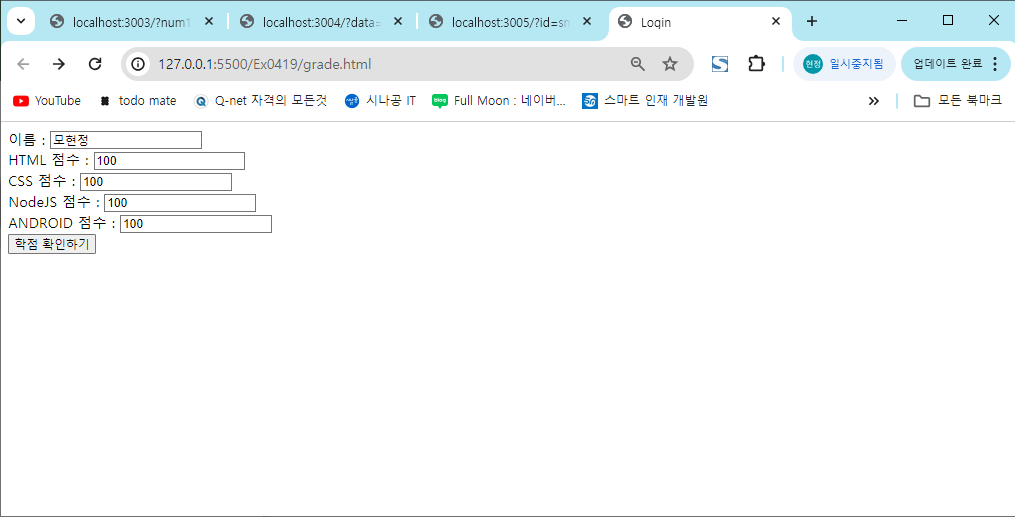 localhost:3003/?num1
localhost:3004/?data=
localhost:3005/?id=sm
Login
127.0.0.1:5500/Ex0419/grade.html
현정 일시중지됨
업데이트 완료
YouTube
todo mate
Q-net 자격의 모든것
시나공 IT
blog Full Moon : 네이버...
스마트 인재 개발원
모든 북마크
이름 : 모현정
HTML 점수 : 100
CSS 점수 : 100
NodeJS 점수 : 100
ANDROID 점수 : 100
학점 확인하기